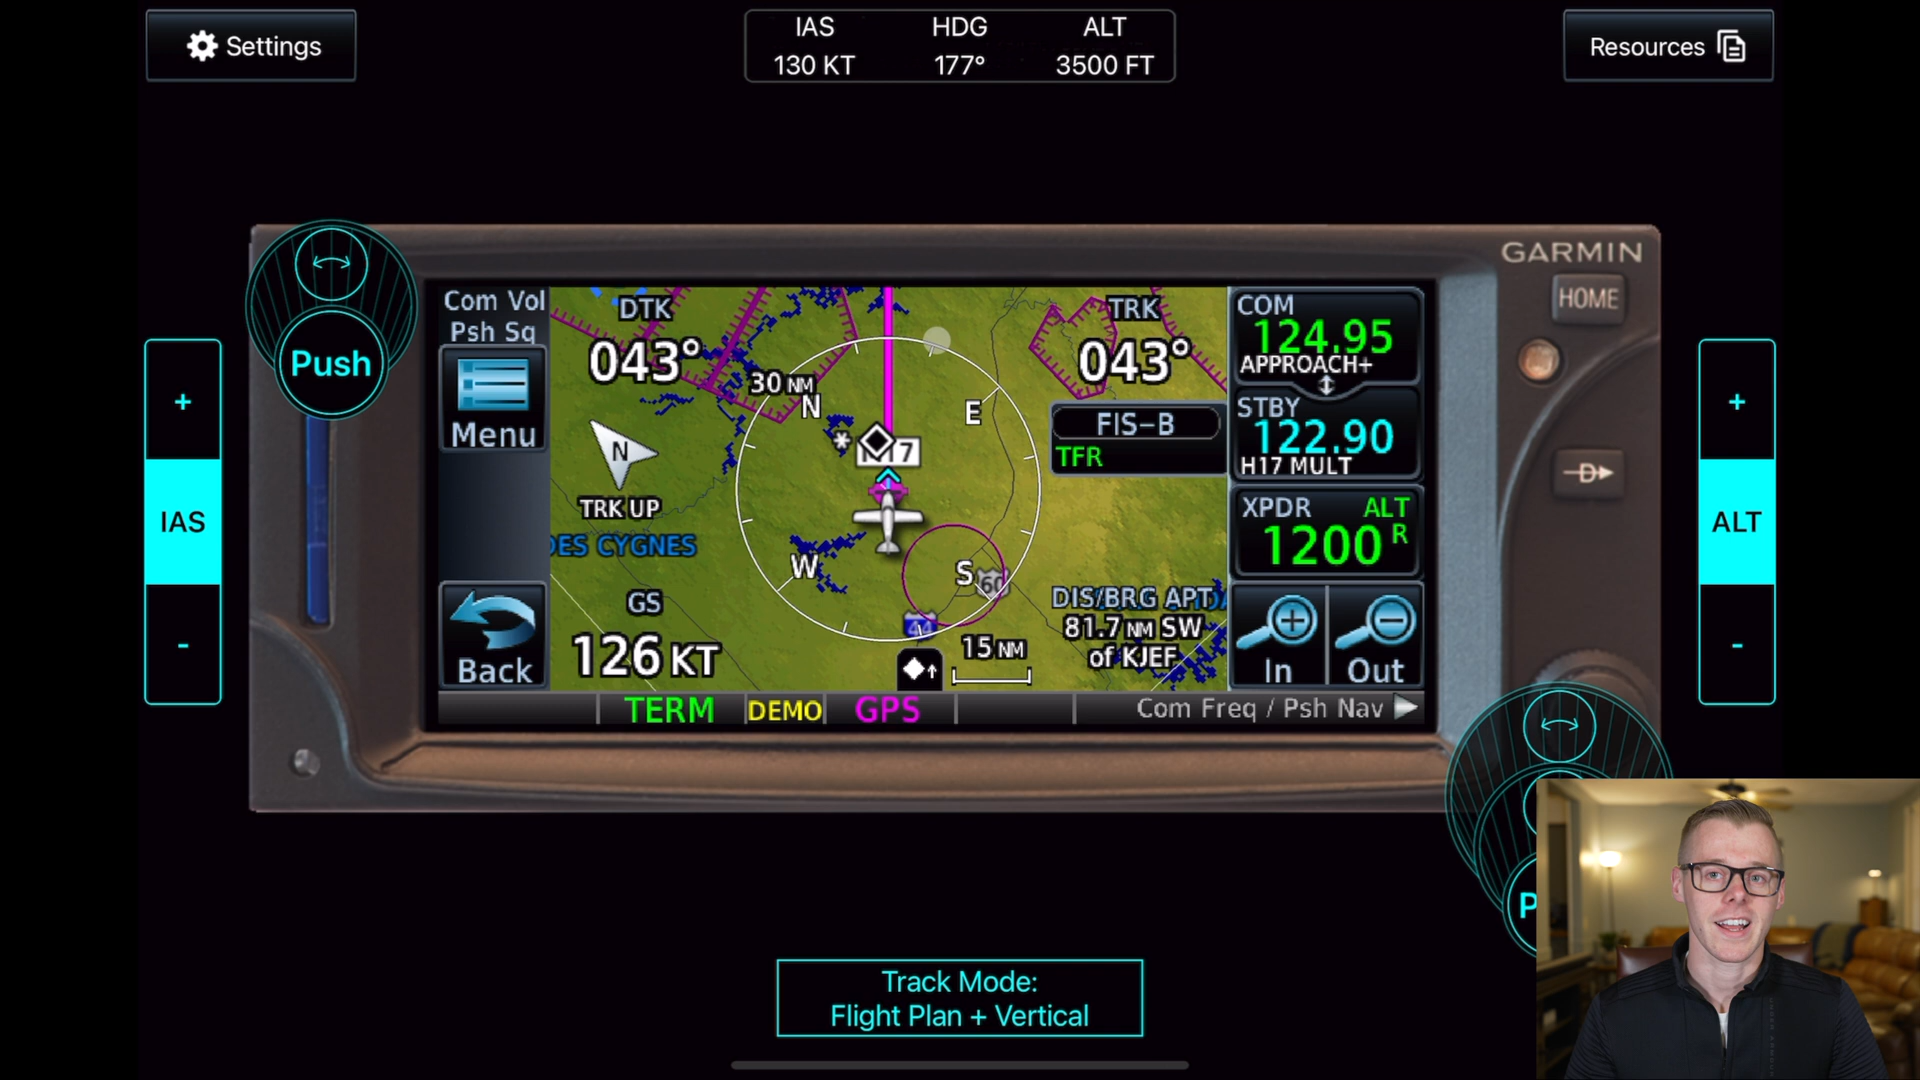 Settings
IAS HDG ALT
130 KT 177° 3500 FT
Resources
GARMIN
HOME
Push
+
IAS
-
+
ALT
-
Com Vol
Psh Sq
Menu
Back
DTK
043°
TRK
043°
30 NM
N
E
S
W
N
TRK UP
DES CYGNES
GS
126 KT
FIS-B
TFR
60
44
15 NM
DIS/BRG APT
81.7 NM SW
of KJEF
COM
124.95
APPROACH+
STBY
122.90
H17 MULT
XPDR ALT
1200 R
In
Out
D
TERM DEMO GPS Com Freq / Psh Nav
Track Mode:
Flight Plan + Vertical